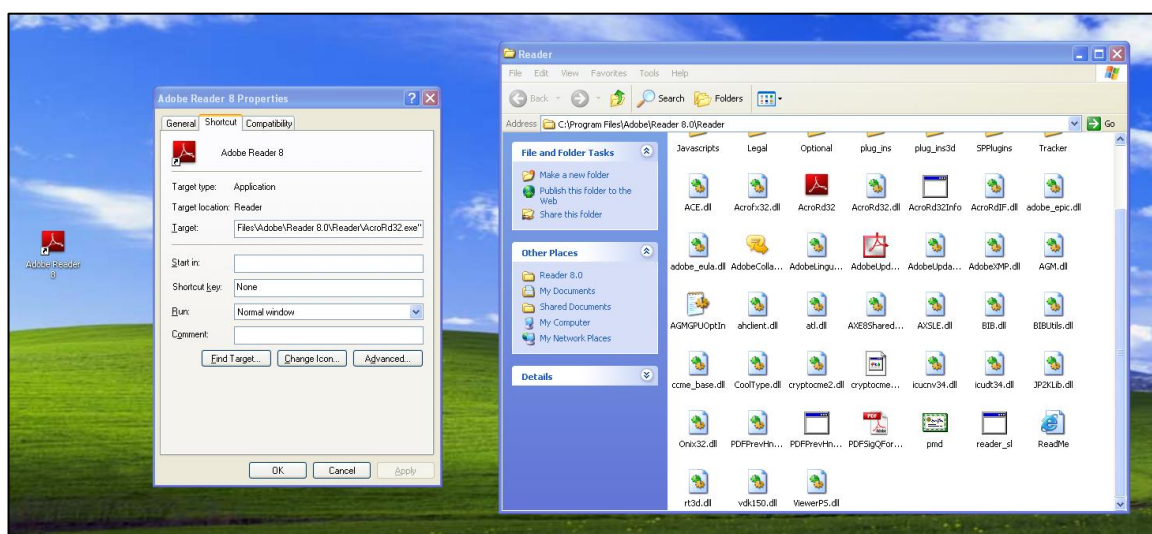 Adobe Reader
8
Adobe Reader 8 Properties
General Shortcut Compatibility
Adobe Reader 8
Target type: Application
Target location: Reader
Target: Files\Adobe\Reader 8.0\Reader\AcroRd32.exe"
Start in:
Shortcut key: None
Run: Normal window
Comment:
Find Target... Change Icon... Advanced...
OK Cancel Apply
Reader
File Edit View Favorites Tools Help
Back Search Folders
Address C:\Program Files\Adobe\Reader 8.0\Reader Go
File and Folder Tasks
Make a new folder
Publish this folder to the
Web
Share this folder
Other Places
Reader 8.0
My Documents
Shared Documents
My Computer
My Network Places
Details
Javascripts Legal Optional plug_ins plug_ins3d SPPlugins Tracker
ACE.dll Acrofx32.dll AcroRd32 AcroRd32.dll AcroRd32Info AcroRdIF.dll adobe_epic.dll
adobe_eula.dll AdobeColla... AdobeLingu... AdobeUpd... AdobeUpda... AdobeXMP.dll AGM.dll
AGMGPUOptIn ahclient.dll atl.dll AXE8Shared... AXSLE.dll BIB.dll BIBUtils.dll
ccme_base.dll CoolType.dll cryptocme2.dll cryptocme... icucnv34.dll icudt34.dll JP2KLib.dll
Onix32.dll PDFPrevHn... PDFPrevHn... PDFSigQFor... pmd reader_sl ReadMe
rt3d.dll vdk150.dll ViewerPS.dll